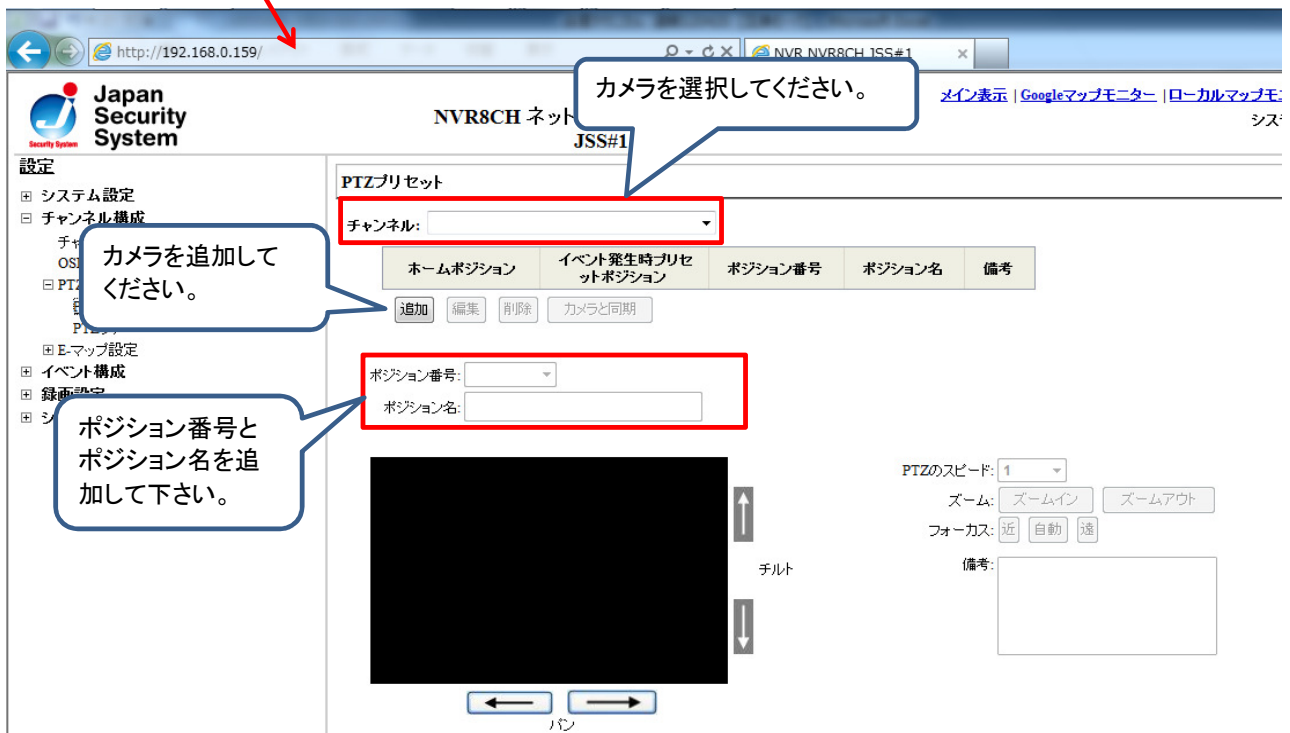 http://192.168.0.159/
NVR NVR8CH JSS#1
カメラを選択してください。
Japan
Security
System
Security System
NVR8CH ネット
JSS#1
メイン表示 | Googleマップモニター | ローカルマップモニ
シス
設定
システム設定
チャンネル構成
カメラを追加して
ください。
E-マップ設定
イベント構成
録画設定
ポジション番号と
ポジション名を追
加して下さい。
PTZプリセット
チャンネル:
ホームポジション
イベント発生時プリセ
ットポジション
ポジション番号
ポジション名
備考
追加
編集
削除
カメラと同期
ポジション番号:
ポジション名:
PTZのスピード: 1
ズーム: ズームイン ズームアウト
フォーカス: 近 自動 遠
チルト
備考:
パン